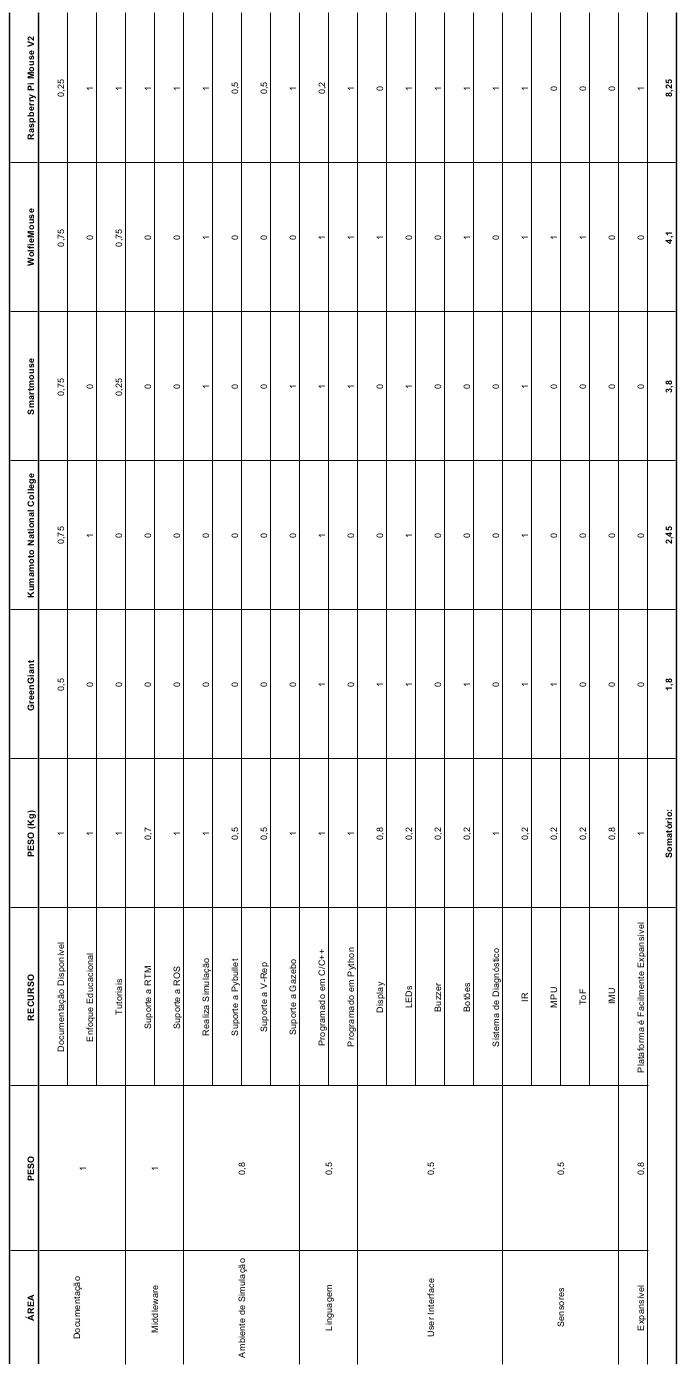 ÁREA PESO RECURSO PESO (Kg) GreenGiant Kumamoto National College Smartmouse WolfieMouse Raspberry Pi Mouse V2
Documentação 1 Documentação Disponível 1 0,5 0,75 0,75 0,75 0,25
Enfoque Educacional 1 0 1 0 0 1
Tutoriais 1 0 0 0,25 0,75 1
Middleware 1 Suporte a RTM 0,7 0 0 0 0 1
Suporte a ROS 1 0 0 0 0 1
Ambiente de Simulação 0,8 Realiza Simulação 1 0 0 1 1 1
Suporte a Pybullet 0,5 0 0 0 0 0,5
Suporte a V-Rep 0,5 0 0 0 0 0,5
Suporte a Gazebo 1 0 0 1 0 1
Linguagem 0,5 Programado em C/C++ 1 1 1 1 1 0,2
Programado em Python 1 0 0 1 1 1
User Interface 0,5 Display 0,8 1 0 0 1 0
LEDs 0,2 1 1 1 0 1
Buzzer 0,2 0 0 0 0 1
Botões 0,2 1 0 0 1 1
Sistema de Diagnóstico 1 0 0 0 0 1
Sensores 0,5 IR 0,2 1 1 1 1 1
MPU 0,2 1 0 0 1 0
ToF 0,2 0 0 0 1 0
IMU 0,8 0 0 0 0 0
Expansível 0,8 Plataforma é Facilmente Expansível 1 0 0 0 0 1
Somatório: 1,8 2,45 3,8 4,1 8,25